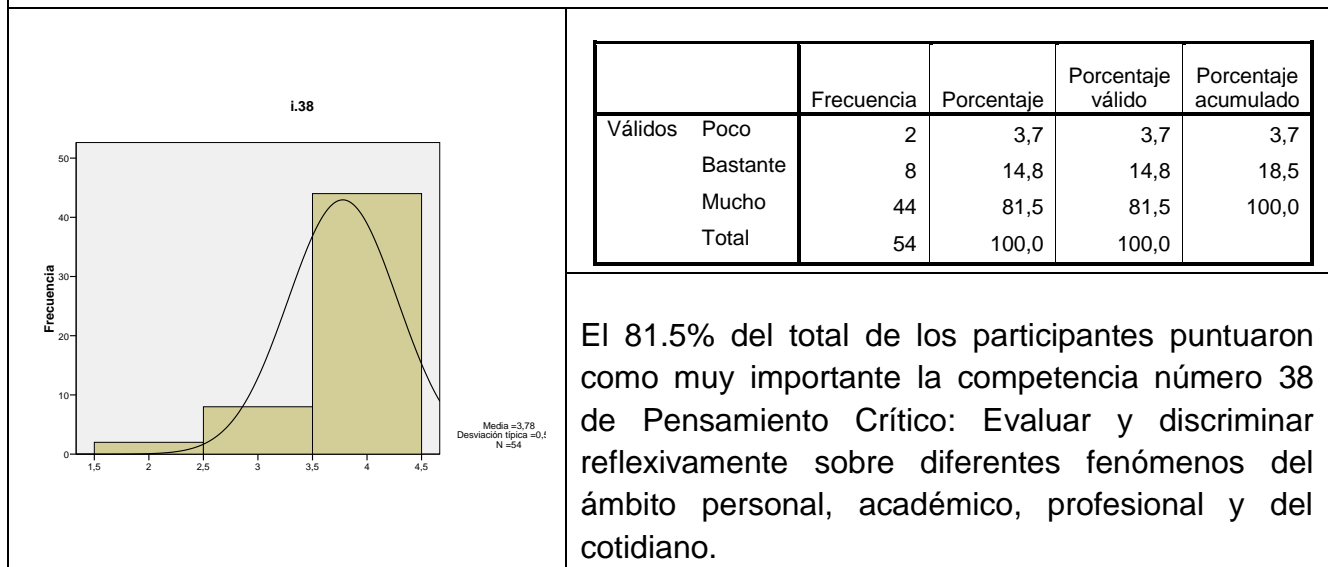 i.38
Frecuencia
50
40
30
20
10
0
1,5 2 2,5 3 3,5 4 4,5
Media =3,78
Desviación típica =0,5
N =54
Frecuencia Porcentaje Porcentaje válido Porcentaje acumulado
Válidos Poco 2 3,7 3,7 3,7
Bastante 8 14,8 14,8 18,5
Mucho 44 81,5 81,5 100,0
Total 54 100,0 100,0
El 81.5% del total de los participantes puntuaron
como muy importante la competencia número 38
de Pensamiento Crítico: Evaluar y discriminar
reflexivamente sobre diferentes fenómenos del
ámbito personal, académico, profesional y del
cotidiano.